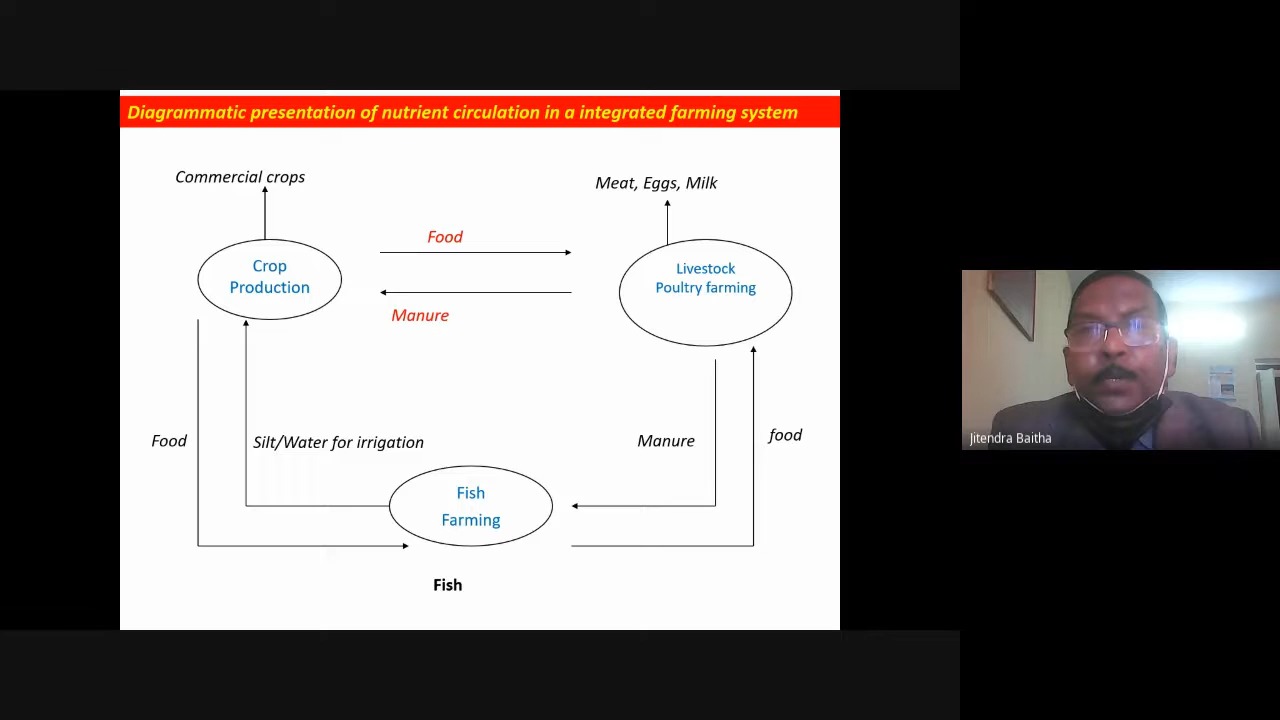 Diagrammatic presentation of nutrient circulation in a integrated farming system
Commercial crops
Meat, Eggs, Milk
Food
Crop
Production
Livestock
Poultry farming
Manure
Food
Silt/Water for irrigation
Manure
food
Fish
Farming
Fish
Jitendra Baitha